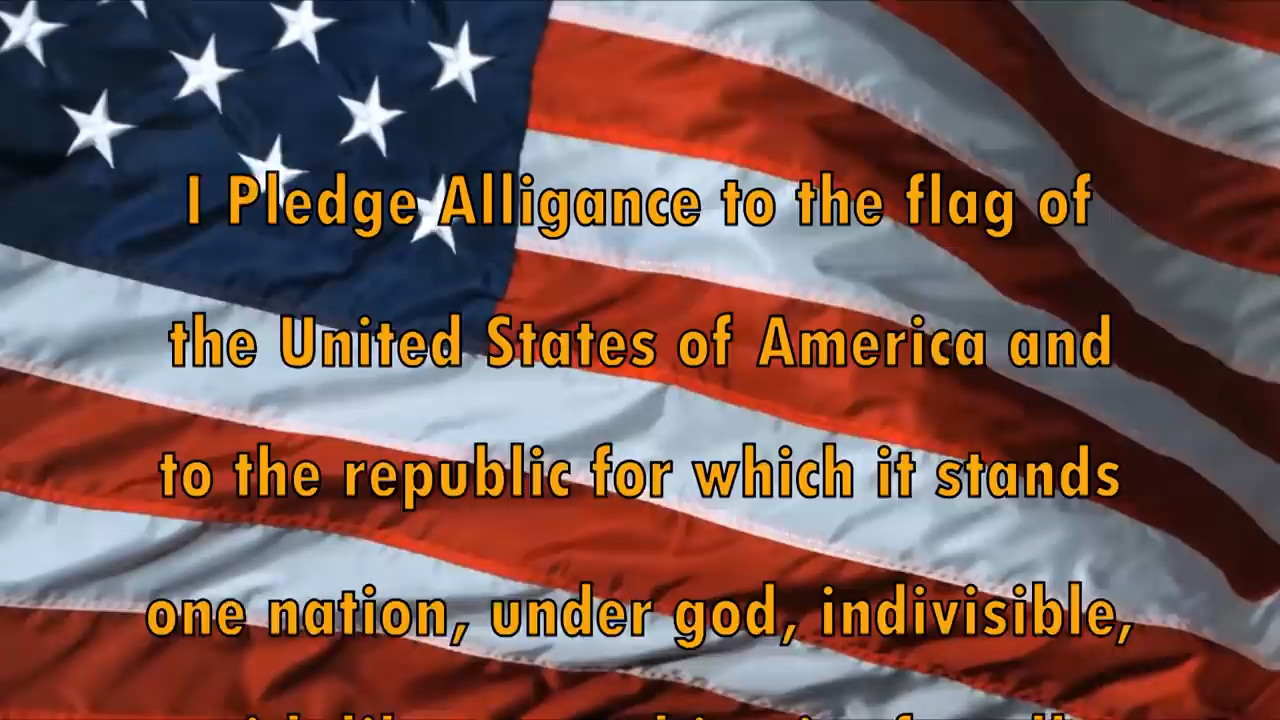 I Pledge Alligance to the flag of
the United States of America and
to the republic for which it stands
one nation, under god, indivisible,